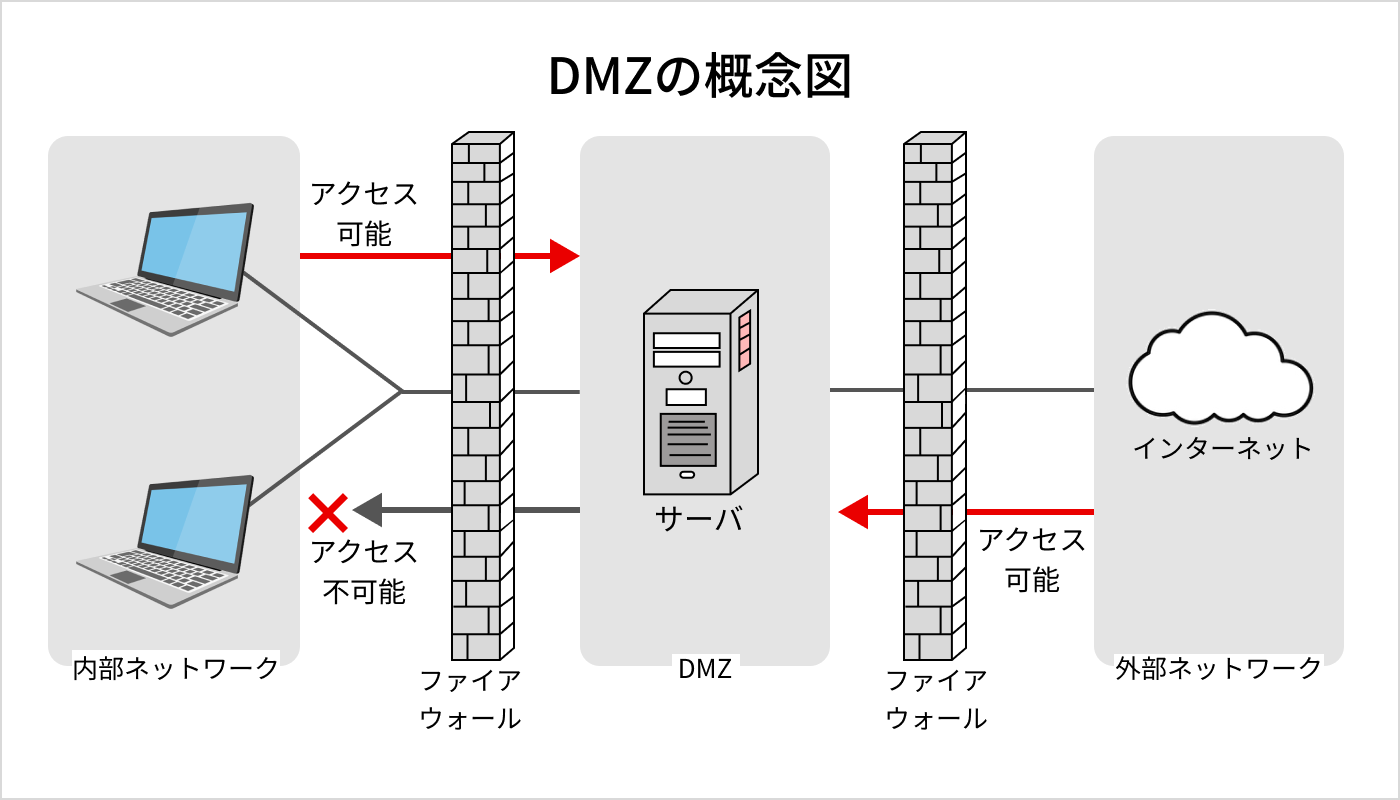 DMZの概念図
アクセス
可能
アクセス
不可能
内部ネットワーク
ファイア
ウォール
サーバ
DMZ
ファイア
ウォール
アクセス
可能
インターネット
外部ネットワーク